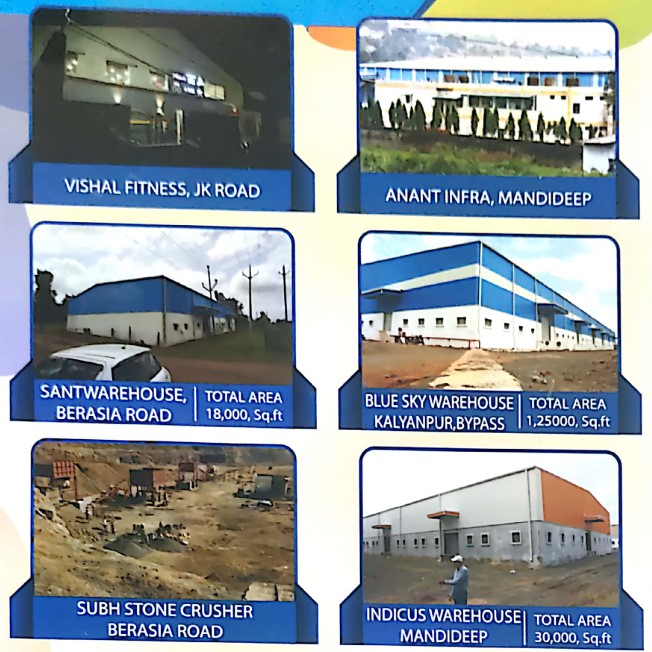 VISHAL FITNESS, JK ROAD
ANANT INFRA, MANDIDEEP
SANTWAREHOUSE,
BERASIA ROAD
TOTAL AREA
18,000, Sq.ft
BLUE SKY WAREHOUSE
KALYANPUR,BYPASS
TOTAL AREA
1,25000, Sq.ft
SUBH STONE CRUSHER
BERASIA ROAD
INDICUS WAREHOUSE
MANDIDEEP
TOTAL AREA
30,000, Sq.ft